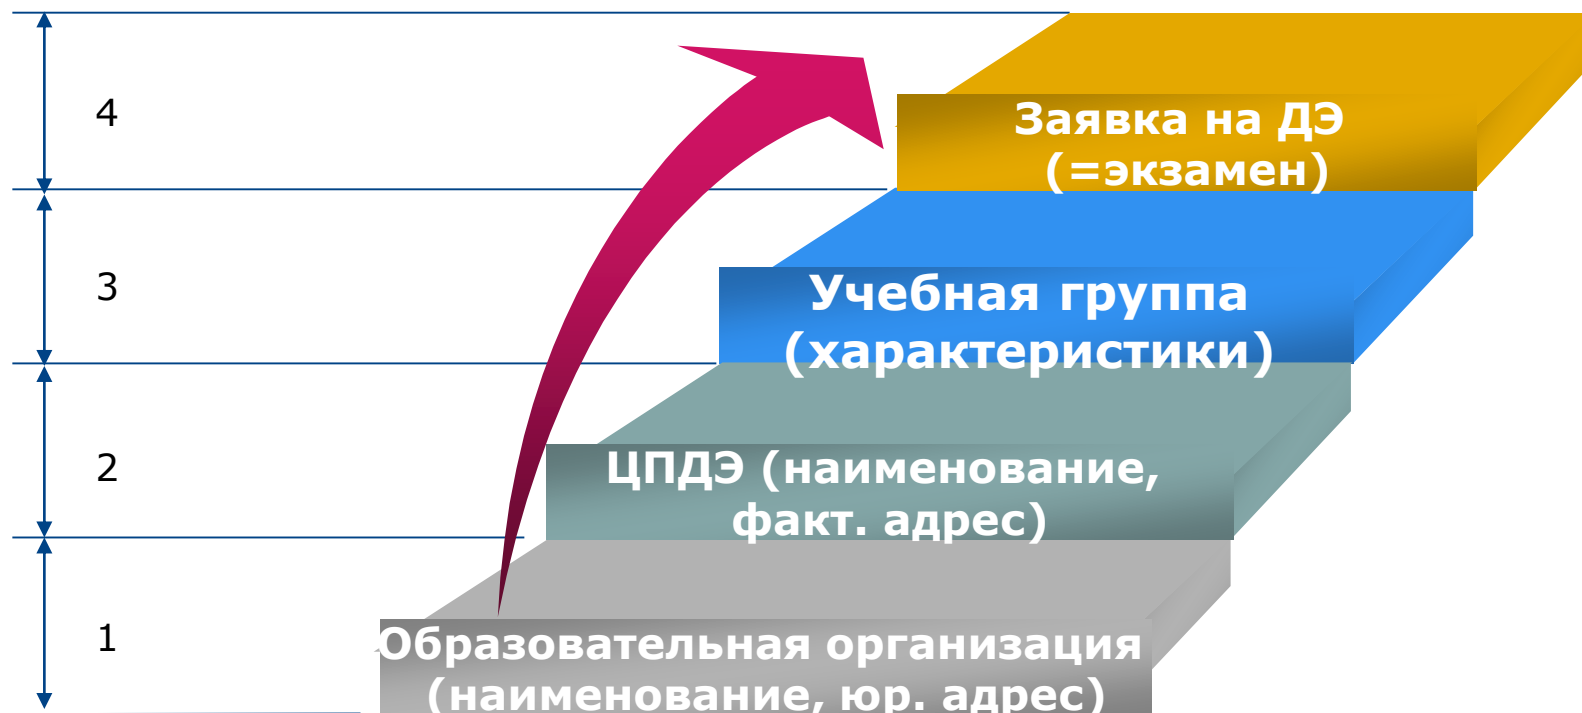 4
Заявка на ДЭ
(=экзамен)
3
Учебная группа
(характеристики)
2
ЦПДЭ (наименование,
факт. адрес)
1
Образовательная организация
(наименование, юр. адрес)